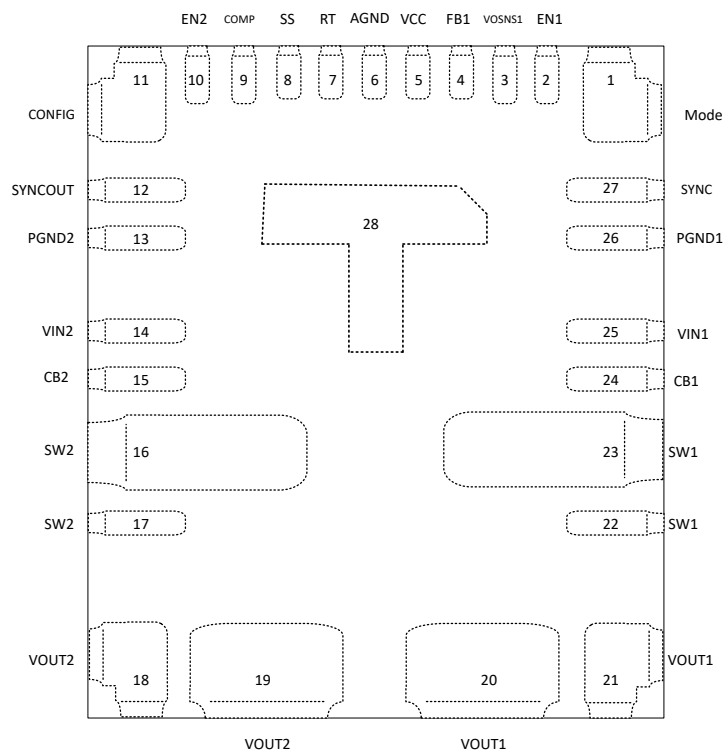 EN2 COMP SS RT AGND VCC FB1 VOSNS1 EN1
11 10 9 8 7 6 5 4 3 2 1
CONFIG Mode
SYNCOUT 12 27 SYNC
28
PGND2 13 26 PGND1
VIN2 14 25 VIN1
CB2 15 24 CB1
SW2 16 23 SW1
SW2 17 22 SW1
VOUT2 VOUT1
18 19 20 21
VOUT2 VOUT1